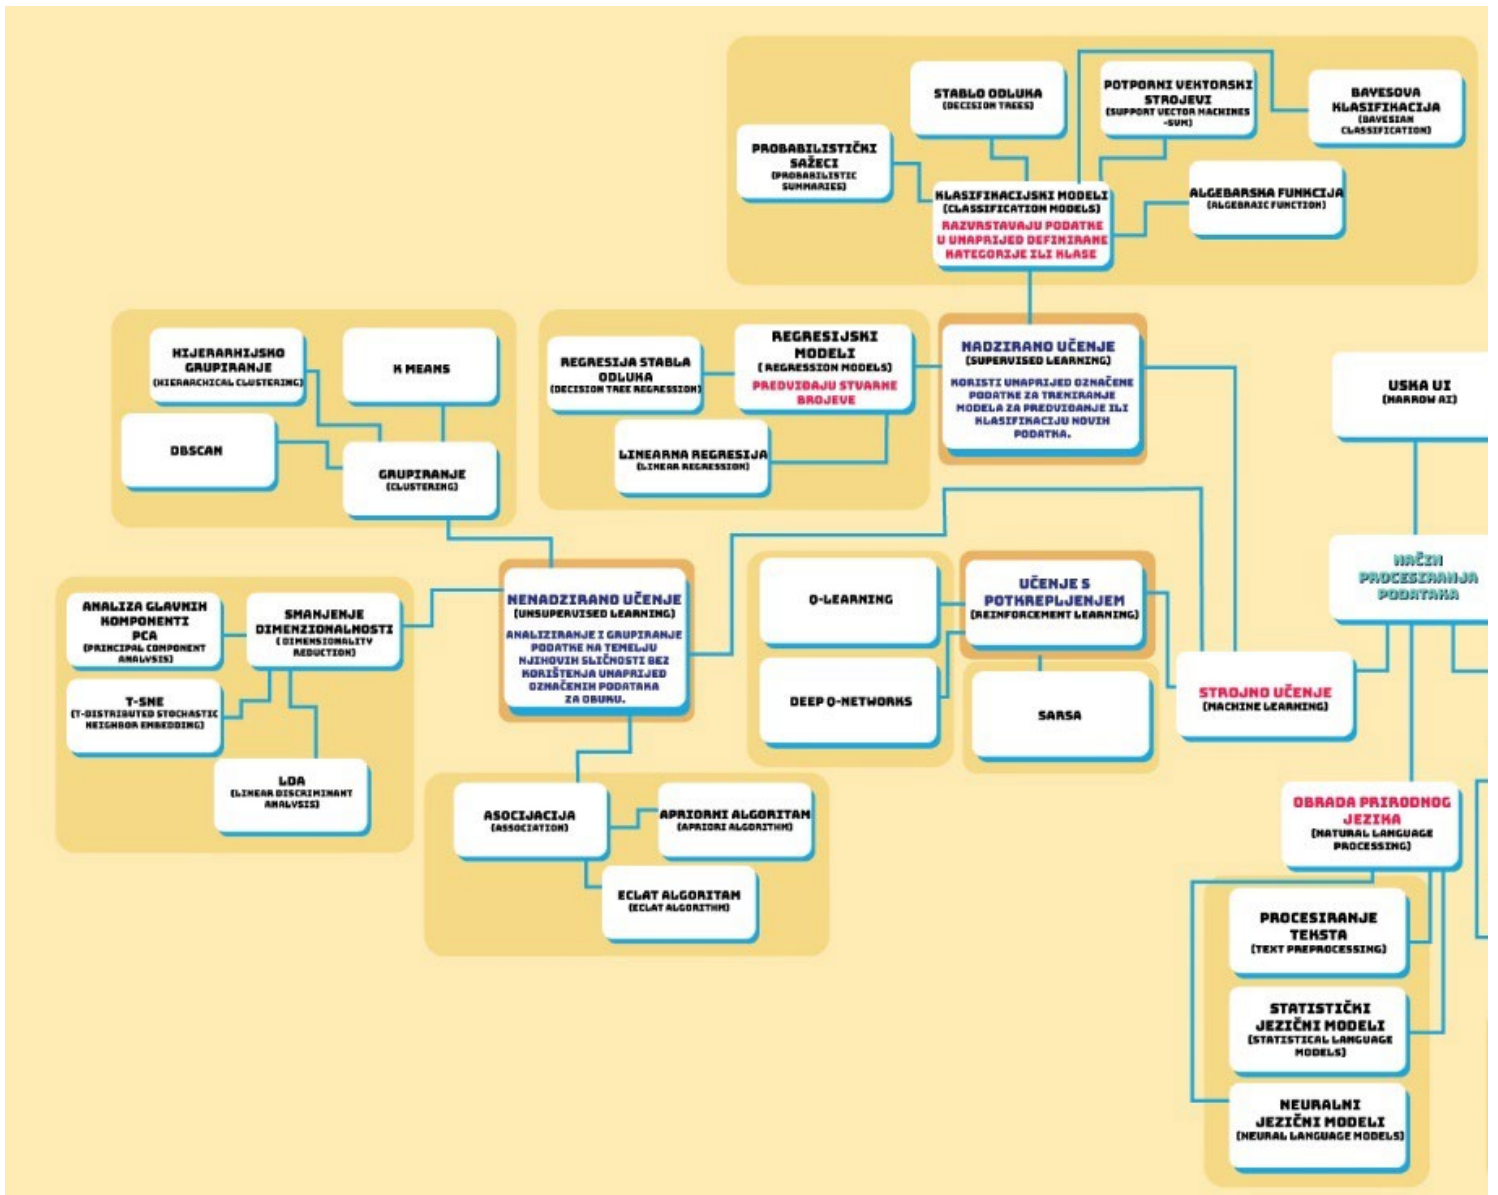 STABLO ODLUKA
(DECISION TREES)
POTPORNI VEKTORSKI
STROJEVI
(SUPPORT VECTOR MACHINES
-SVM)
BAYESOVA
KLASIFIKACIJA
(BAYESIAN
CLASSIFICATION)
PROBABILISTIČKI
SAŽECI
(PROBABILISTIC
SUMMARIES)
KLASIFIKACIJSKI MODELI
(CLASSIFICATION MODELS)
RAZVRSTAVAJU PODATKE
U UNAPRIJED DEFINIRANE
KATEGORIJE ILI KLASE
ALGEBARSKA FUNKCIJA
(ALGEBRAIC FUNCTION)
HIJERARHIJSKO
GRUPIRANJE
(HIERARCHICAL CLUSTERING)
K MEANS
DBSCAN
GRUPIRANJE
(CLUSTERING)
REGRESIJA STABLA
ODLUKA
(DECISION TREE REGRESSION)
REGRESIJSKI
MODELI
( REGRESSION MODELS)
PREDVIĐAJU STVARNE
BROJEVE
LINEARNA REGRESIJA
(LINEAR REGRESSION)
NADZIRANO UČENJE
(SUPERVISED LEARNING)
KORISTI UNAPRIJED OZNAČENE
PODATKE ZA TRENIRANJE
MODELA ZA PREDVIĐANJE ILI
KLASIFIKACIJU NOVIH
PODATKA.
USKA UI
(NARROW AI)
NAČIN
PROCESIRANJA
PODATAKA
ANALIZA GLAVNIH
KOMPONENTI
PCA
(PRINCIPAL COMPONENT
ANALYSIS)
SMANJENJE
DIMENZIONALNOSTI
( DIMENSIONALITY
REDUCTION)
T-SNE
(T-DISTRIBUTED STOCHASTIC
NEIGHBOR EMBEDDING)
LDA
(LINEAR DISCRIMINANT
ANALYSIS)
NENADZIRANO UČENJE
(UNSUPERVISED LEARNING)
ANALIZIRANJE I GRUPIRANJE
PODATKE NA TEMELJU
NJIHOVIH SLIČNOSTI BEZ
KORIŠTENJA UNAPRIJED
OZNAČENIH PODATAKA
ZA OBUKU.
Q-LEARNING
DEEP Q-NETWORKS
UČENJE S
POTKREPLJENJEM
(REINFORCEMENT LEARNING)
SARSA
STROJNO UČENJE
(MACHINE LEARNING)
ASOCIJACIJA
(ASSOCIATION)
APRIORNI ALGORITAM
(APRIORI ALGORITHM)
ECLAT ALGORITAM
(ECLAT ALGORITHM)
OBRADA PRIRODNOG
JEZIKA
(NATURAL LANGUAGE
PROCESSING)
PROCESIRANJE
TEKSTA
(TEXT PREPROCESSING)
STATISTIČKI
JEZIČNI MODELI
(STATISTICAL LANGUAGE
MODELS)
NEURALNI
JEZIČNI MODELI
(NEURAL LANGUAGE MODELS)